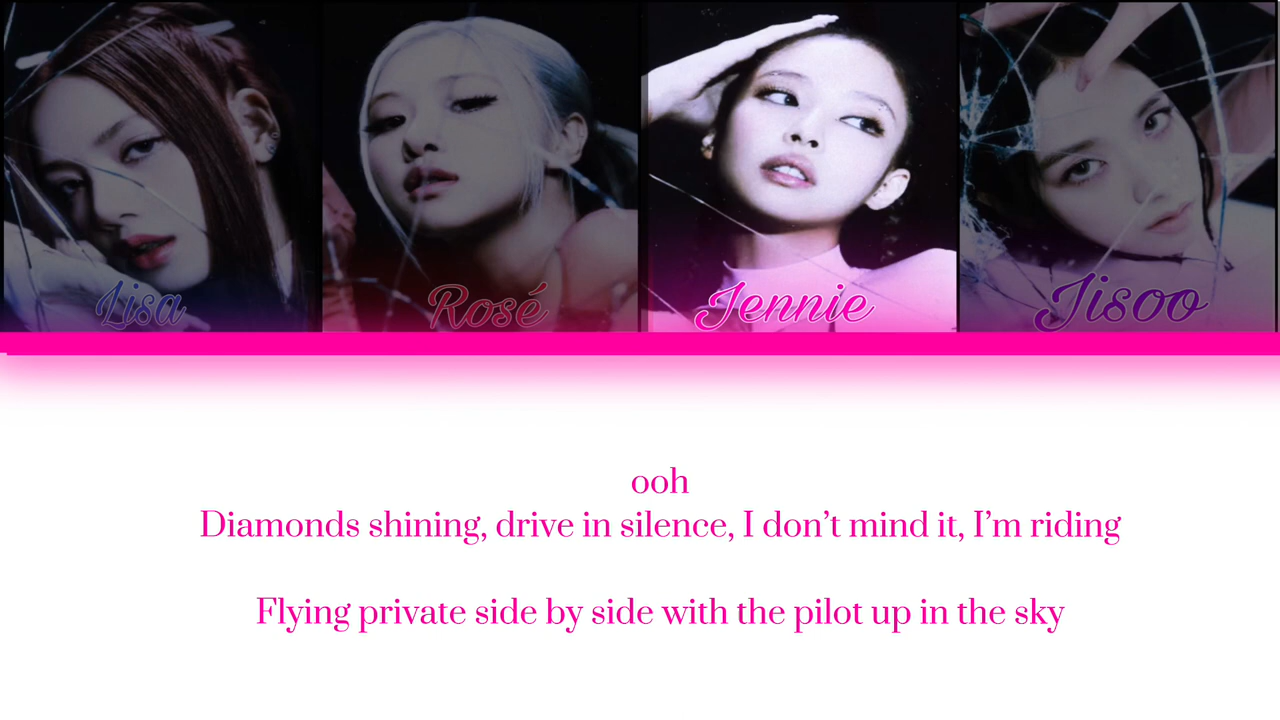 Lisa
Rosé
Jennie
Jisoo
ooh
Diamonds shining, drive in silence, I don’t mind it, I’m riding
Flying private side by side with the pilot up in the sky